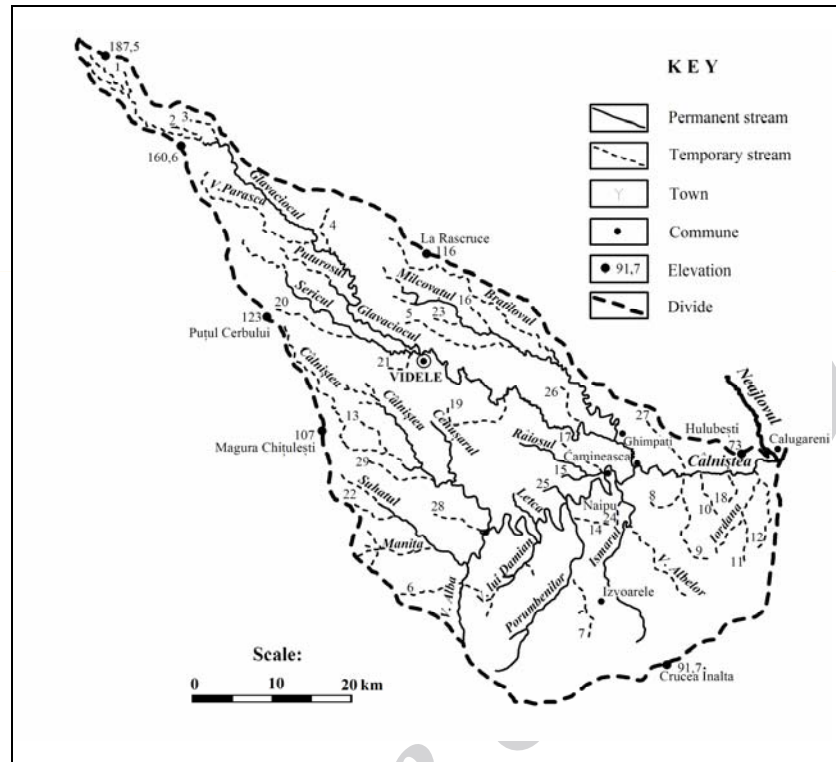 187,5
1
2
3
160,6
Glavaciocul
V.Parasca
4
La Rascruce
116
Puturosul
Sericul
Milcovatul
Bratilovul
16
5
23
Glavaciocul
20
123
Puțul Cerbului
21
VIDELE
Câlniștea
Câlniștea
13
107
Magura Chițulești
19
Cenușarul
26
27
17
Ghimpati
Râiosul
Camineasca
15
25
Letca
29
22
Suhatul
28
Manita
6
V. Alba
V. lui Damian
Porumbenilor
Naipu
24
14
Ismarul
7
Izvoarele
8
V. Albelor
9
10
18
Iordana
11
12
Neajlovul
Hulubești
73
Calugareni
Câlniștea
91,7
Crucea Inalta
KEY
Permanent stream
Temporary stream
Town
Commune
91,7
Elevation
Divide
Scale:
0 10 20 km